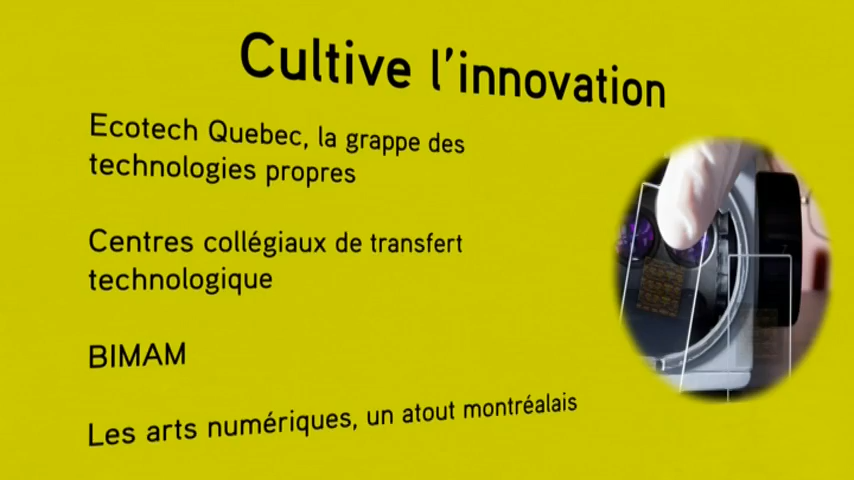 Cultive l'innovation
Ecotech Quebec, la grappe des
technologies propres
Centres collégiaux de transfert
technologique
BIMAM
Les arts numériques, un atout montréalais